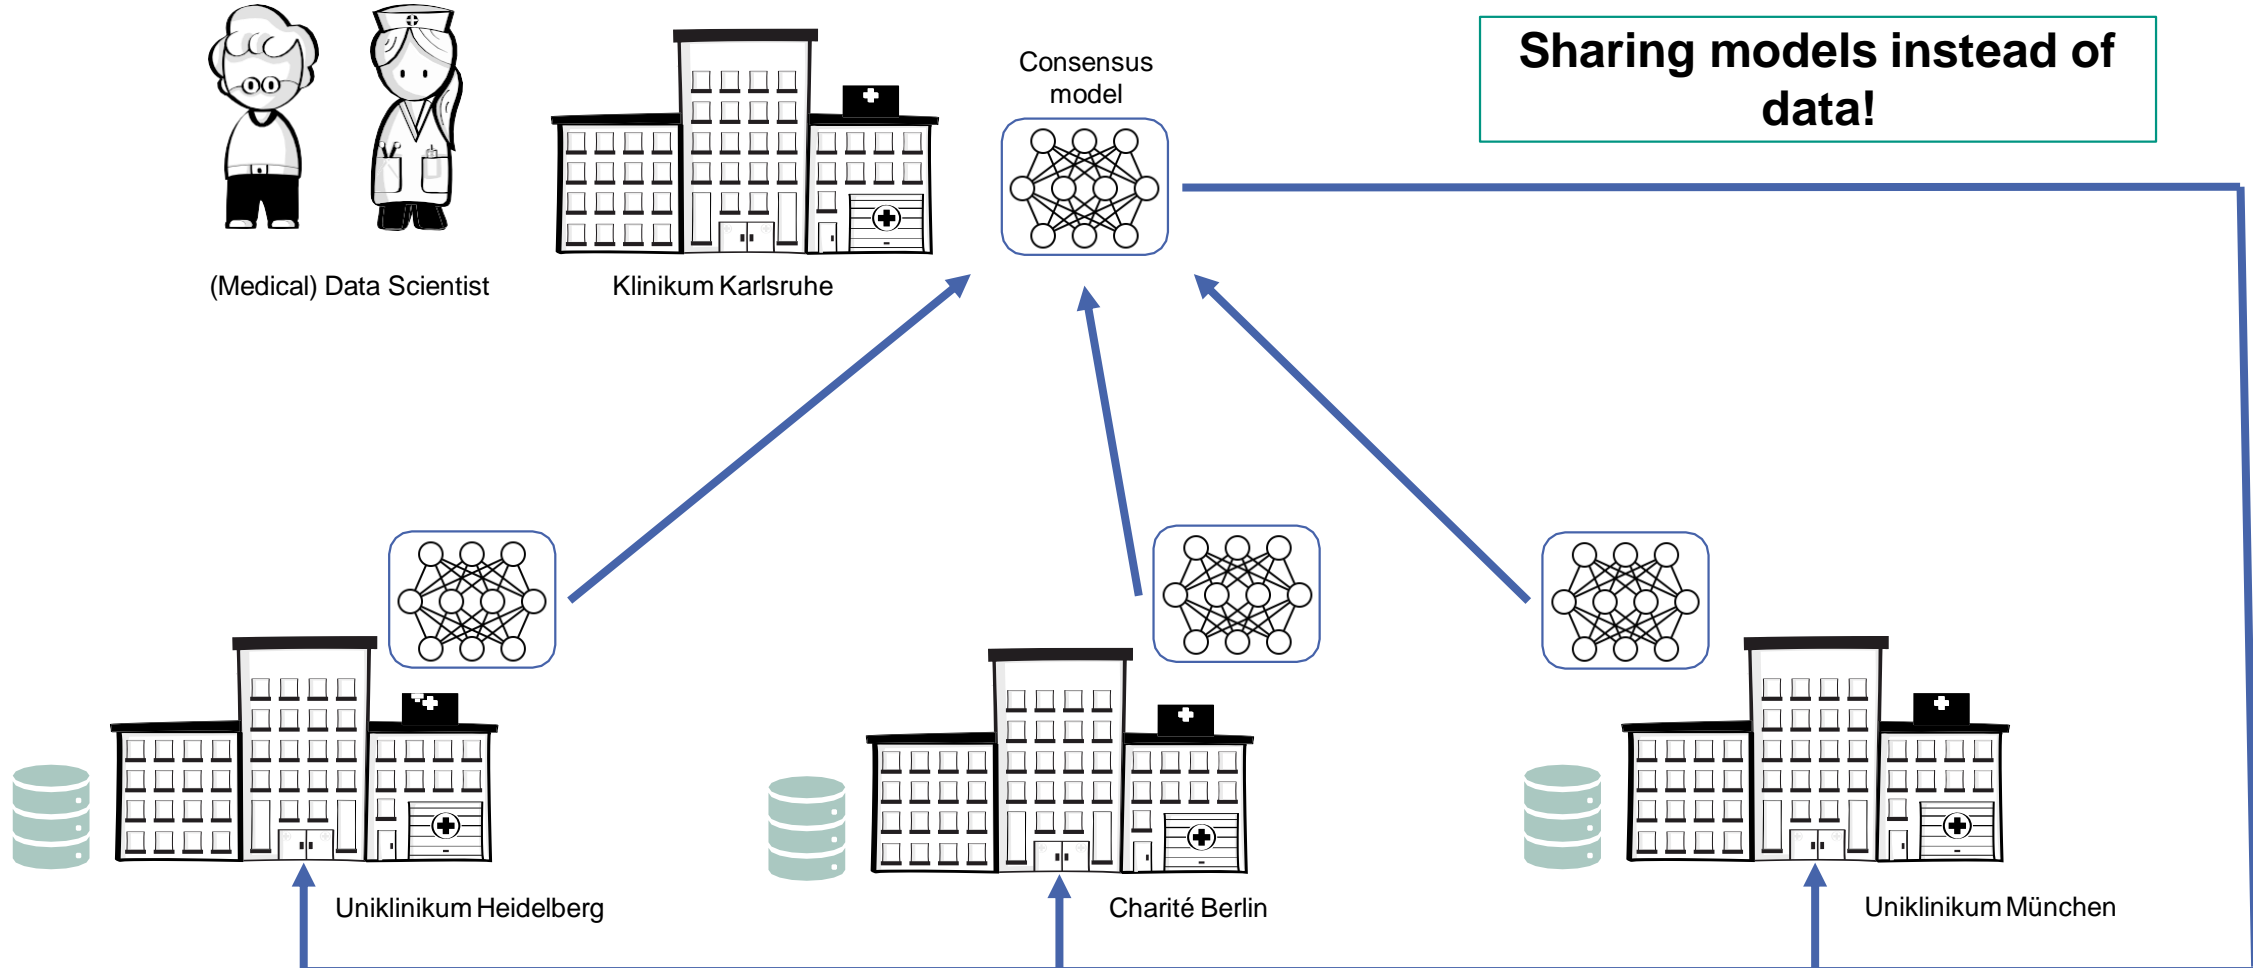 Sharing models instead of
data!
Consensus
model
(Medical) Data Scientist
Klinikum Karlsruhe
Uniklinikum Heidelberg
Charité Berlin
Uniklinikum München